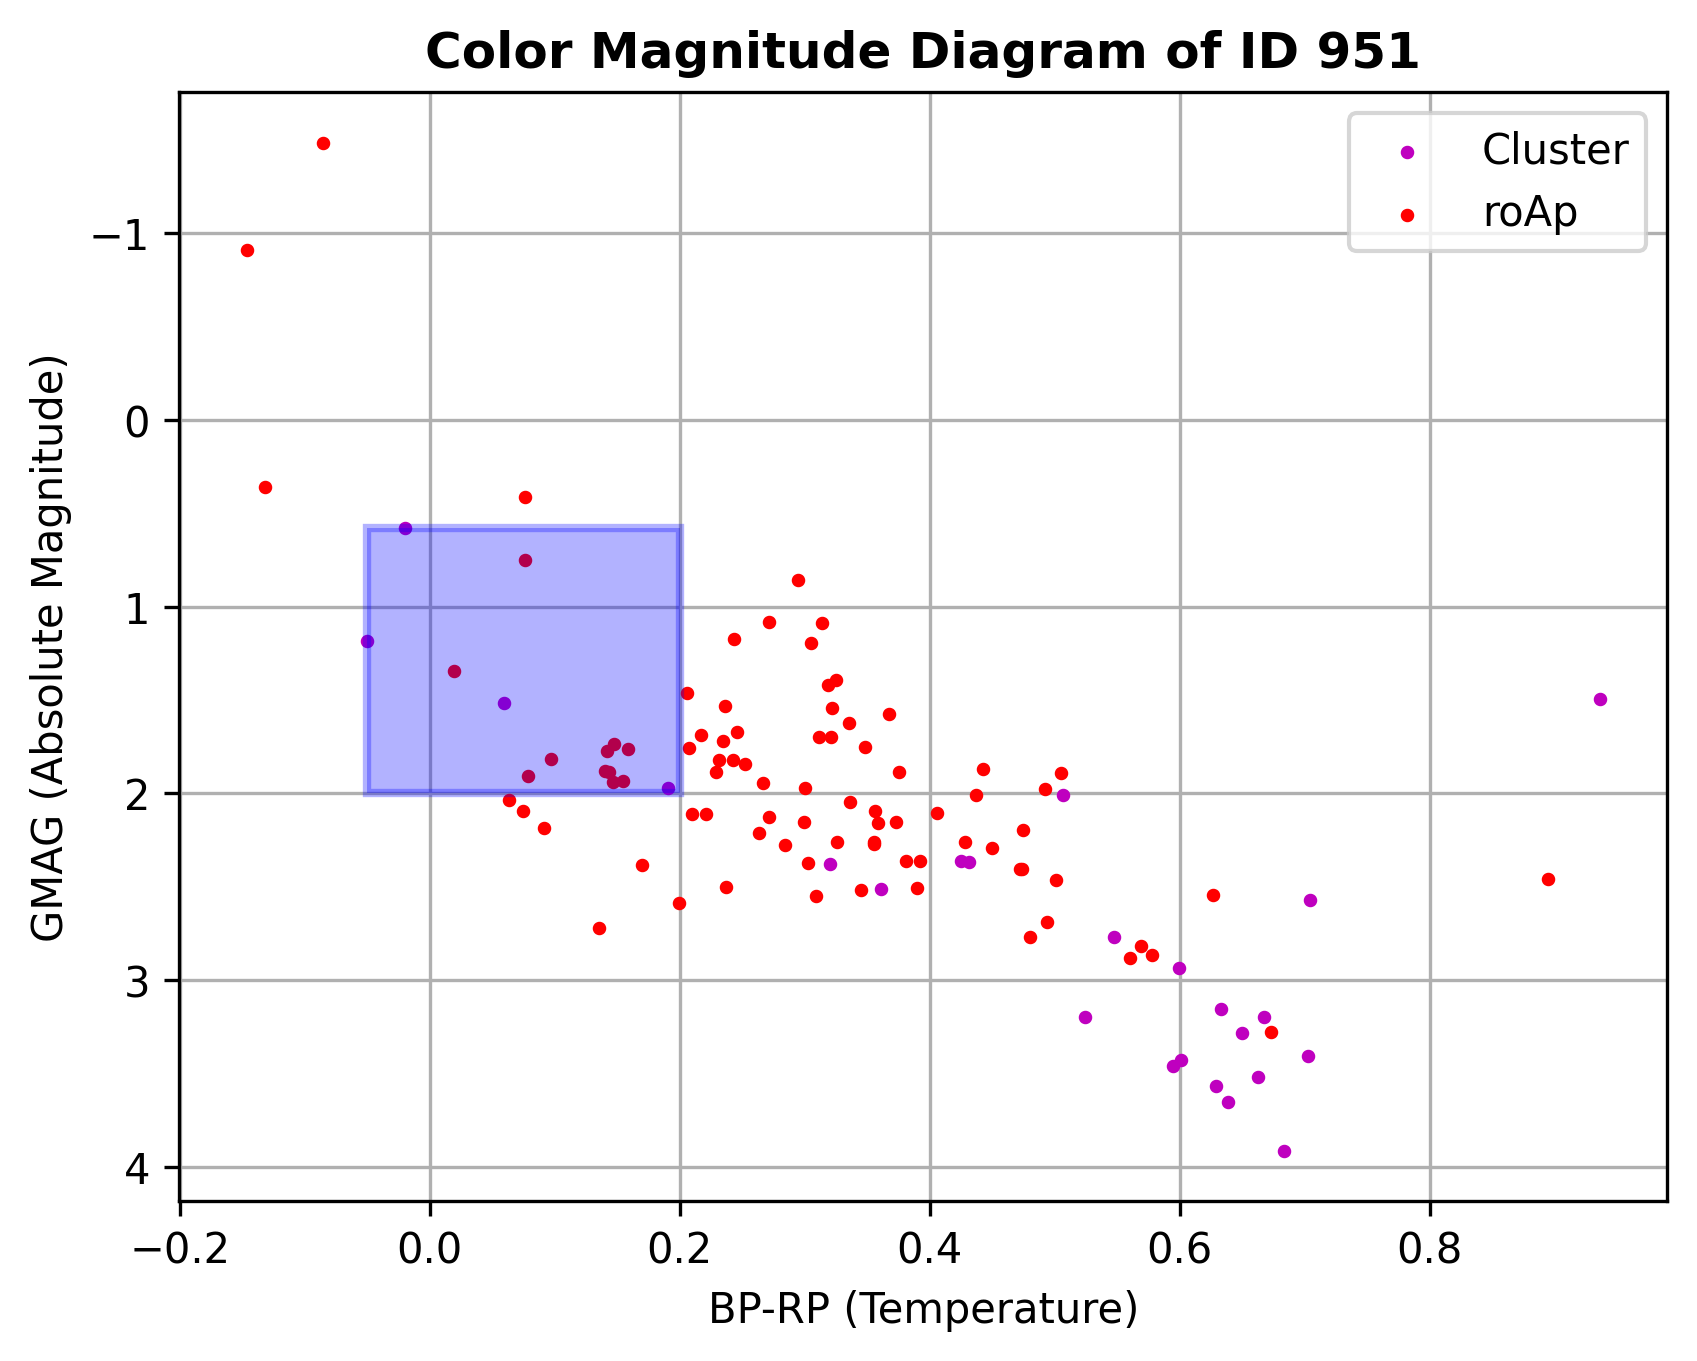 Color Magnitude Diagram of ID 951
Cluster
roAp
GMAG (Absolute Magnitude)
−1
0
1
2
3
4
−0.2 0.0 0.2 0.4 0.6 0.8
BP-RP (Temperature)